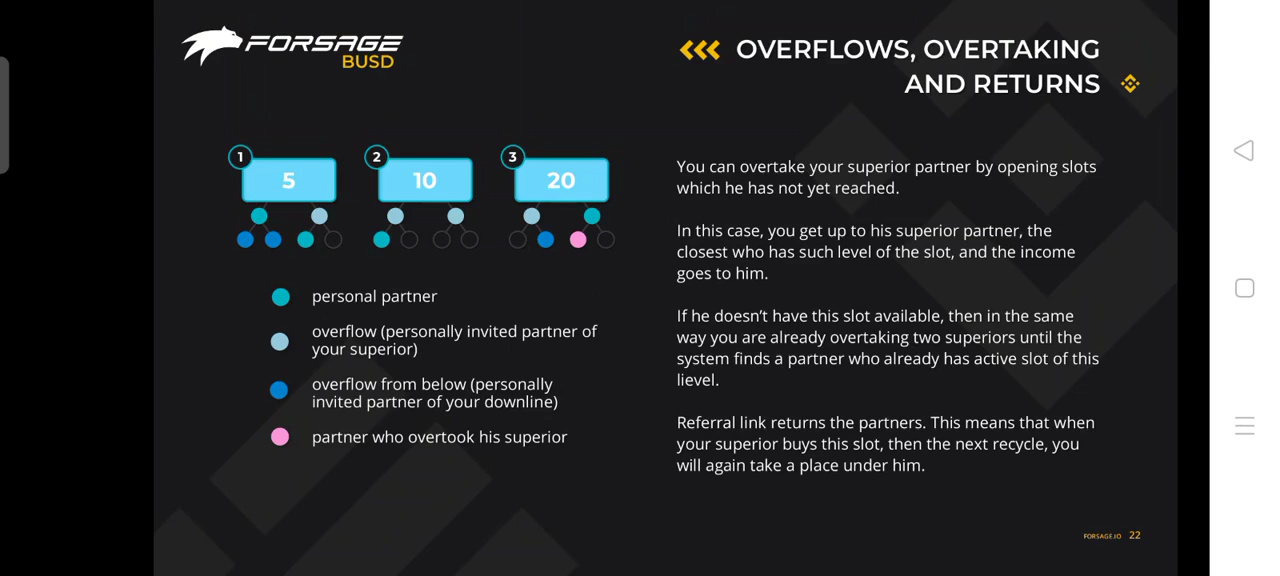 FORSAGE
BUSD
OVERFLOWS, OVERTAKING
AND RETURNS
1
5
2
10
3
20
personal partner
overflow (personally invited partner of
your superior)
overflow from below (personally
invited partner of your downline)
partner who overtook his superior
You can overtake your superior partner by opening slots
which he has not yet reached.
In this case, you get up to his superior partner, the
closest who has such level of the slot, and the income
goes to him.
If he doesn't have this slot available, then in the same
way you are already overtaking two superiors until the
system finds a partner who already has active slot of this
lievel.
Referral link returns the partners. This means that when
your superior buys this slot, then the next recycle, you
will again take a place under him.
FORSAGE.IO 22